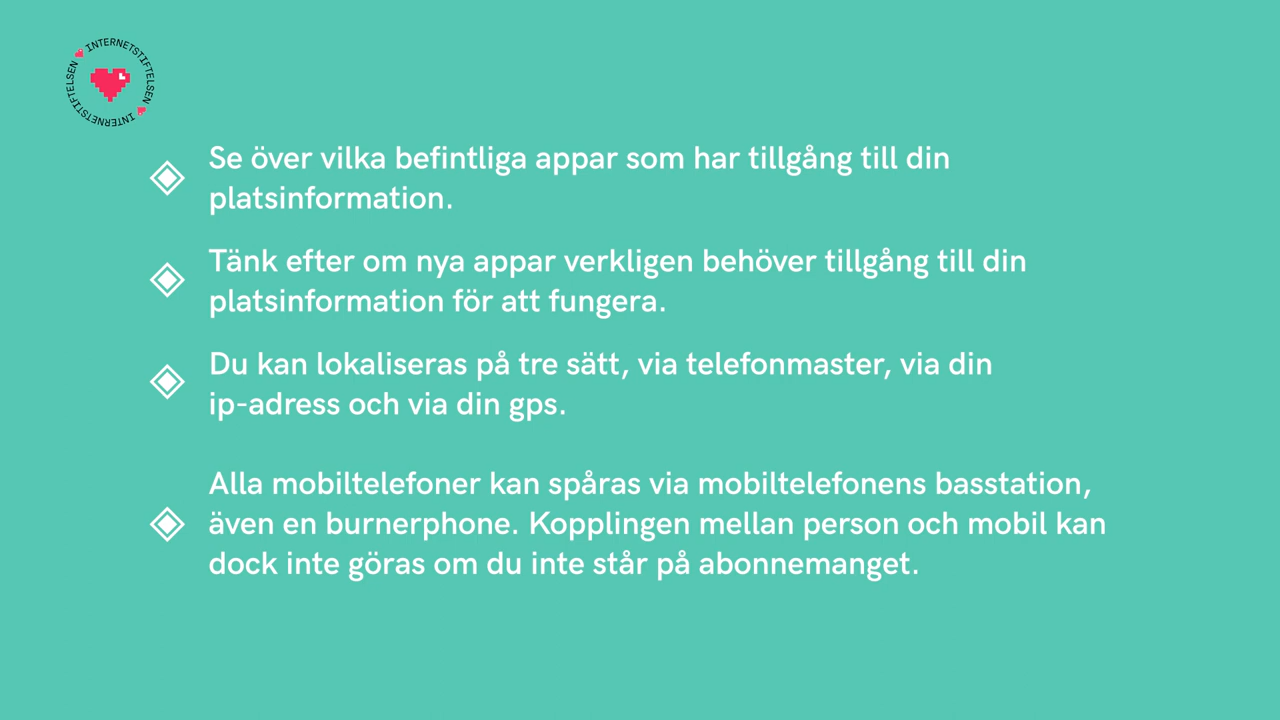 INTERNETSTIFTELSEN
INTERNETSTIFTELSEN
Se över vilka befintliga appar som har tillgång till din
platsinformation.
Tänk efter om nya appar verkligen behöver tillgång till din
platsinformation för att fungera.
Du kan lokaliseras på tre sätt, via telefonmaster, via din
ip-adress och via din gps.
Alla mobiltelefoner kan spåras via mobiltelefonens basstation,
även en burnerphone. Kopplingen mellan person och mobil kan
dock inte göras om du inte står på abonnemanget.